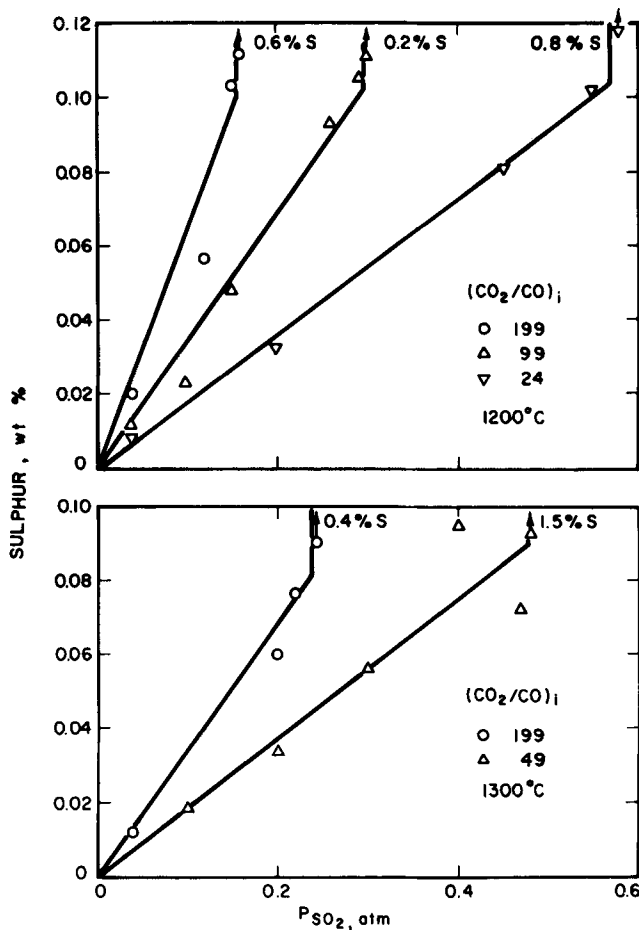 0.12
0.10
0.08
0.06
0.04
0.02
0
0.6% S
0.2% S
0.8% S
(CO₂/CO)ᵢ
○ 199
△ 99
▽ 24
1200°C
SULPHUR, wt %
0.10
0.08
0.06
0.04
0.02
0
0.4% S
1.5% S
(CO₂/CO)ᵢ
○ 199
△ 49
1300°C
0 0.2 0.4 0.6
PSO₂, atm